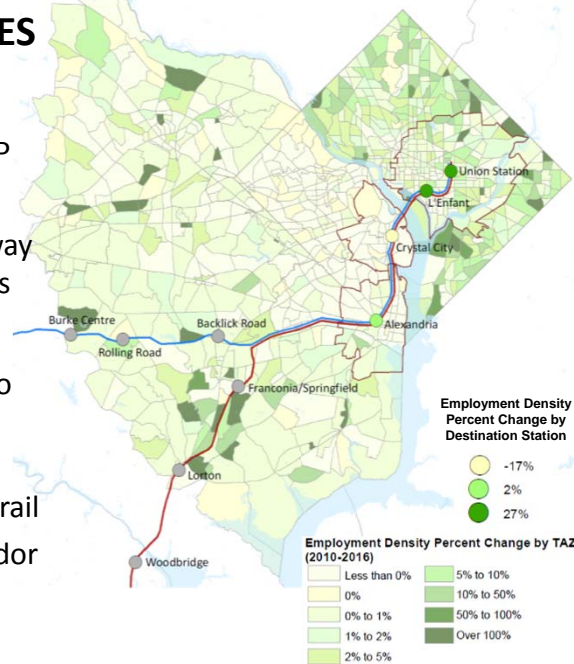 ES
P
way
s
o
rail
dor
Union Station
L'Enfant
Crystal City
Burke Centre
Backlick Road
Alexandria
Rolling Road
Franconia/Springfield
Lorton
Woodbridge
Employment Density
Percent Change by
Destination Station
-17%
2%
27%
Employment Density Percent Change by TAZ
(2010-2016)
Less than 0%
0%
0% to 1%
1% to 2%
2% to 5%
5% to 10%
10% to 50%
50% to 100%
Over 100%